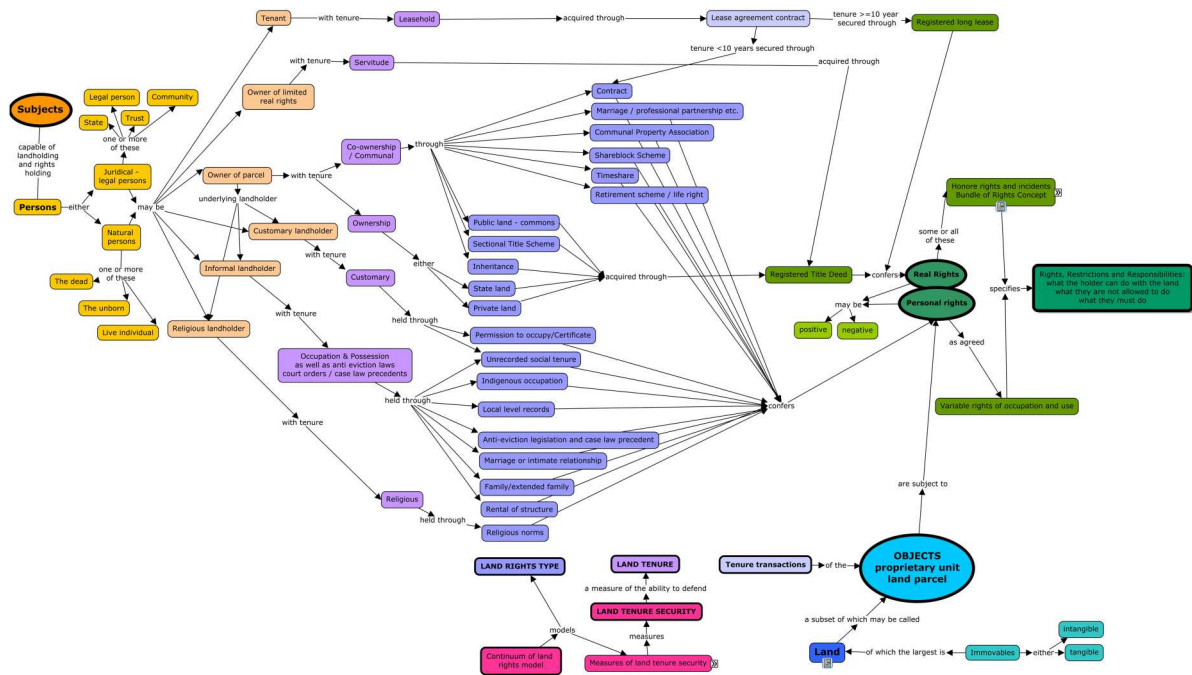 Tenant
with tenure
Leasehold
acquired through
Lease agreement contract
tenure >=10 year
secured through
Registered long lease
tenure <10 years secured through
with tenure
Servitude
acquired through
Owner of limited
real rights
Subjects
capable of
landholding
and rights
holding
Persons
either
Legal person
Community
State
Trust
one or more
of these
Juridical -
legal persons
Natural
persons
one or more
of these
The dead
The unborn
Live individual
may be
Owner of parcel
with tenure
underlying landholder
Customary landholder
with tenure
Informal landholder
with tenure
Religious landholder
with tenure
Co-ownership
/ Communal
through
Ownership
either
Customary
held through
Occupation & Possession
as well as anti eviction laws
court orders / case law precedents
held through
Religious
held through
Contract
Marriage / professional partnership etc.
Communal Property Association
Shareblock Scheme
Timeshare
Retirement scheme / life right
Public land - commons
Sectional Title Scheme
Inheritance
State land
Private land
acquired through
Registered Title Deed
confers
Permission to occupy/Certificate
Unrecorded social tenure
Indigenous occupation
Local level records
Anti-eviction legislation and case law precedent
Marriage or intimate relationship
Family/extended family
Rental of structure
Religious norms
confers
Honore rights and incidents
Bundle of Rights Concept
some or all
of these
Real Rights
Personal rights
may be
positive
negative
as agreed
specifies
Rights, Restrictions and Responsibilities:
what the holder can do with the land
what they are not allowed to do
what they must do
Variable rights of occupation and use
are subject to
OBJECTS
proprietary unit
land parcel
Tenure transactions
of the
a subset of which may be called
Land
of which the largest is
Immovables
either
intangible
tangible
LAND RIGHTS TYPE
LAND TENURE
a measure of the ability to defend
LAND TENURE SECURITY
models
measures
Continuum of land
rights model
Measures of land tenure security